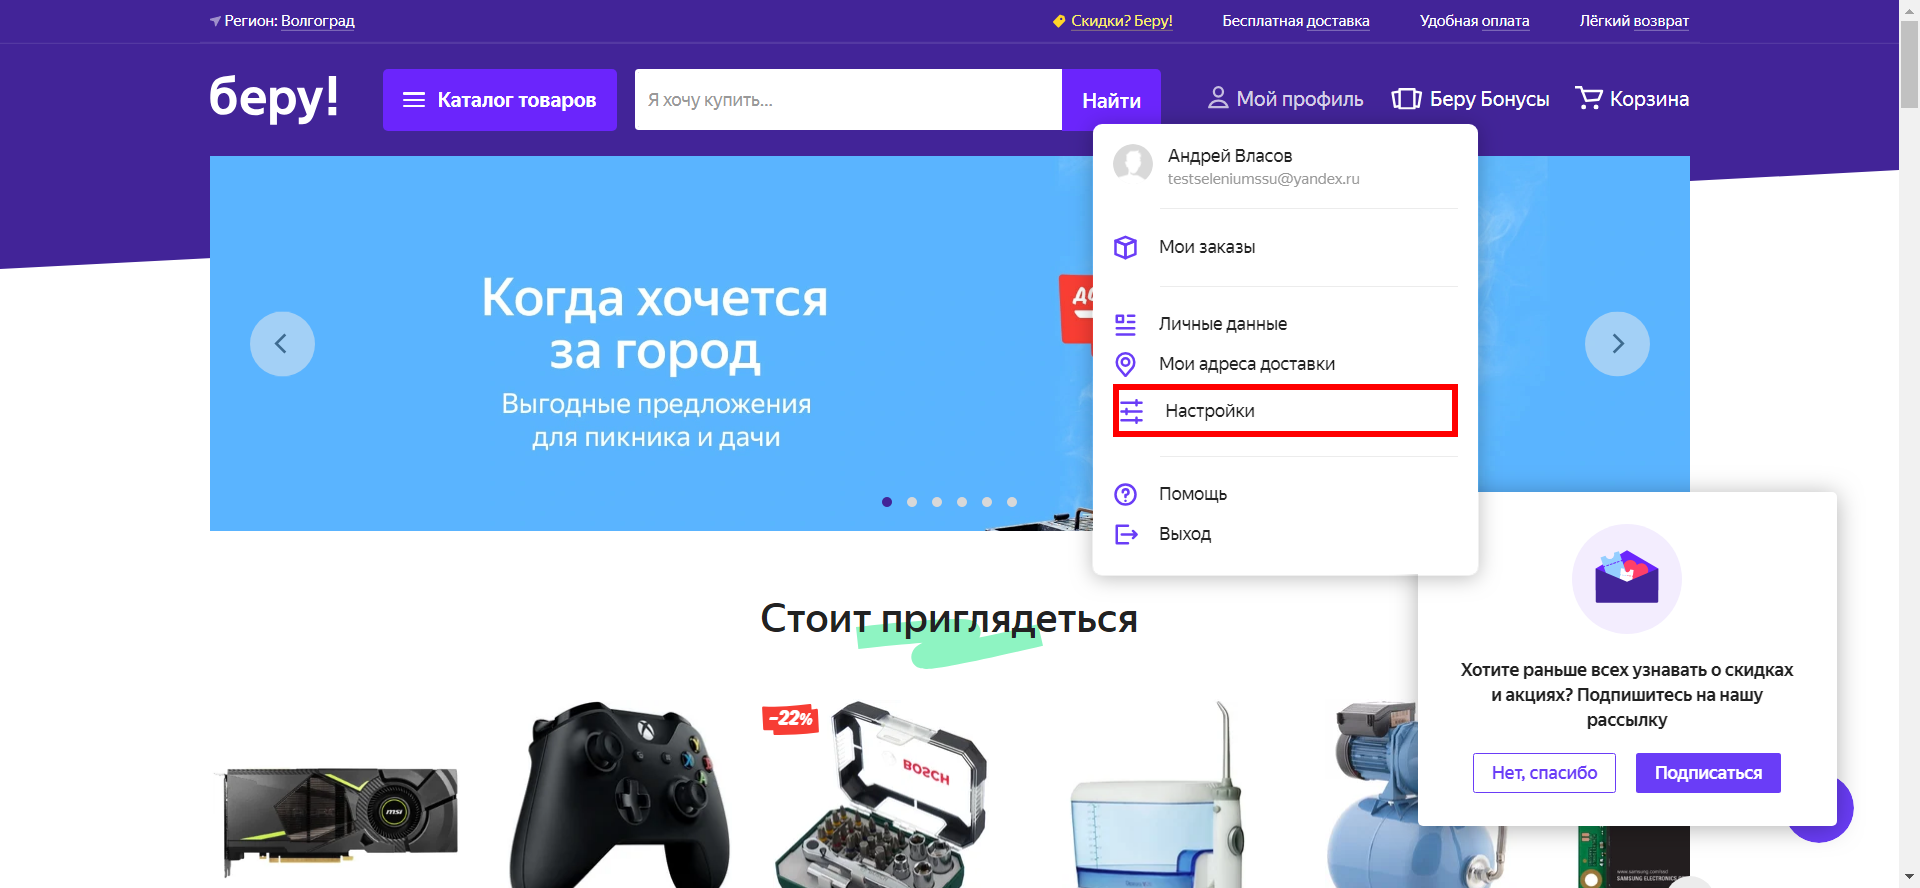 Регион: Волгоград
Скидки? Беру!
Бесплатная доставка
Удобная оплата
Лёгкий возврат
беру!
Каталог товаров
Я хочу купить...
Найти
Мой профиль
Беру Бонусы
Корзина
Андрей Власов
testseleniumssu@yandex.ru
Мои заказы
Личные данные
Мои адреса доставки
Настройки
Помощь
Выход
Когда хочется
за город
Выгодные предложения
для пикника и дачи
Стоит приглядеться
Хотите раньше всех узнавать о скидках
и акциях? Подпишитесь на нашу
рассылку
Нет, спасибо
Подписаться
-22%
BOSCH
msi
SAMSUNG ELECTRONICS